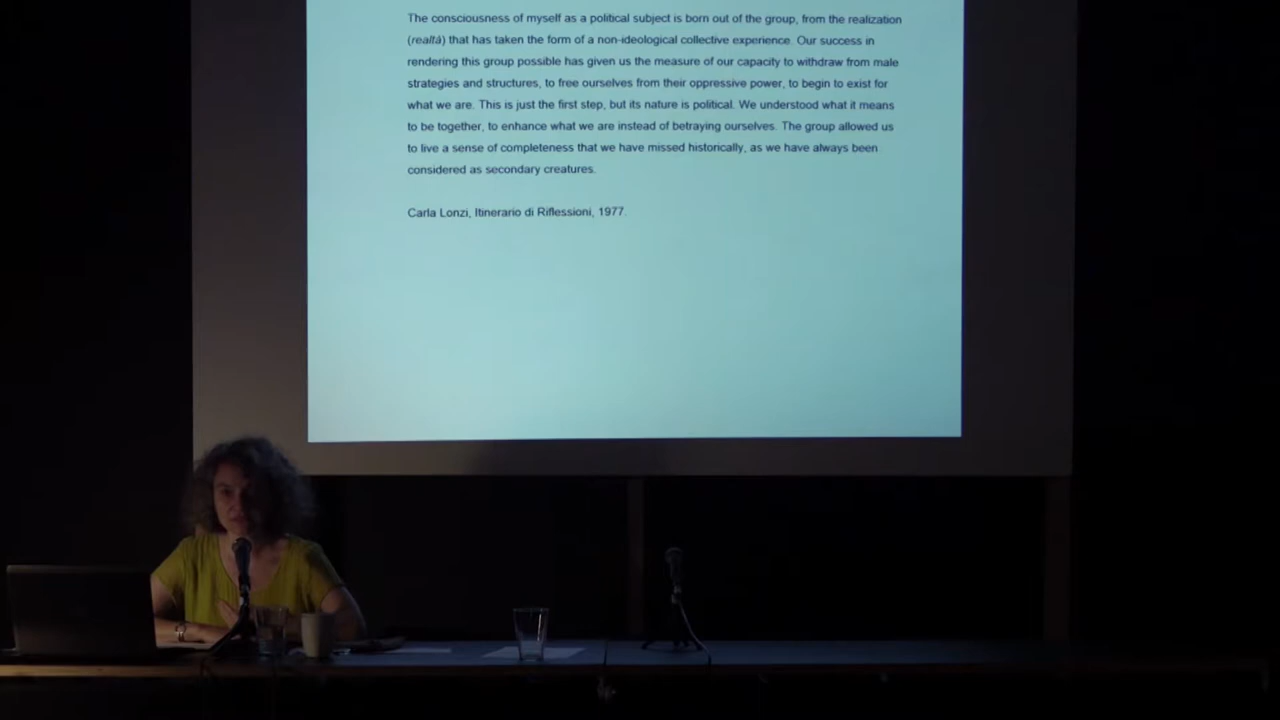 The consciousness of myself as a political subject is born out of the group, from the realization
(realtá) that has taken the form of a non-ideological collective experience. Our success in
rendering this group possible has given us the measure of our capacity to withdraw from male
strategies and structures, to free ourselves from their oppressive power, to begin to exist for
what we are. This is just the first step, but its nature is political. We understood what it means
to be together, to enhance what we are instead of betraying ourselves. The group allowed us
to live a sense of completeness that we have missed historically, as we have always been
considered as secondary creatures.
Carla Lonzi, Itinerario di Riflessioni, 1977.